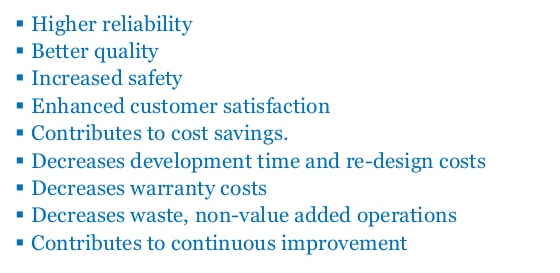 ▪ Higher reliability
▪ Better quality
▪ Increased safety
▪ Enhanced customer satisfaction
▪ Contributes to cost savings.
▪ Decreases development time and re-design costs
▪ Decreases warranty costs
▪ Decreases waste, non-value added operations
▪ Contributes to continuous improvement